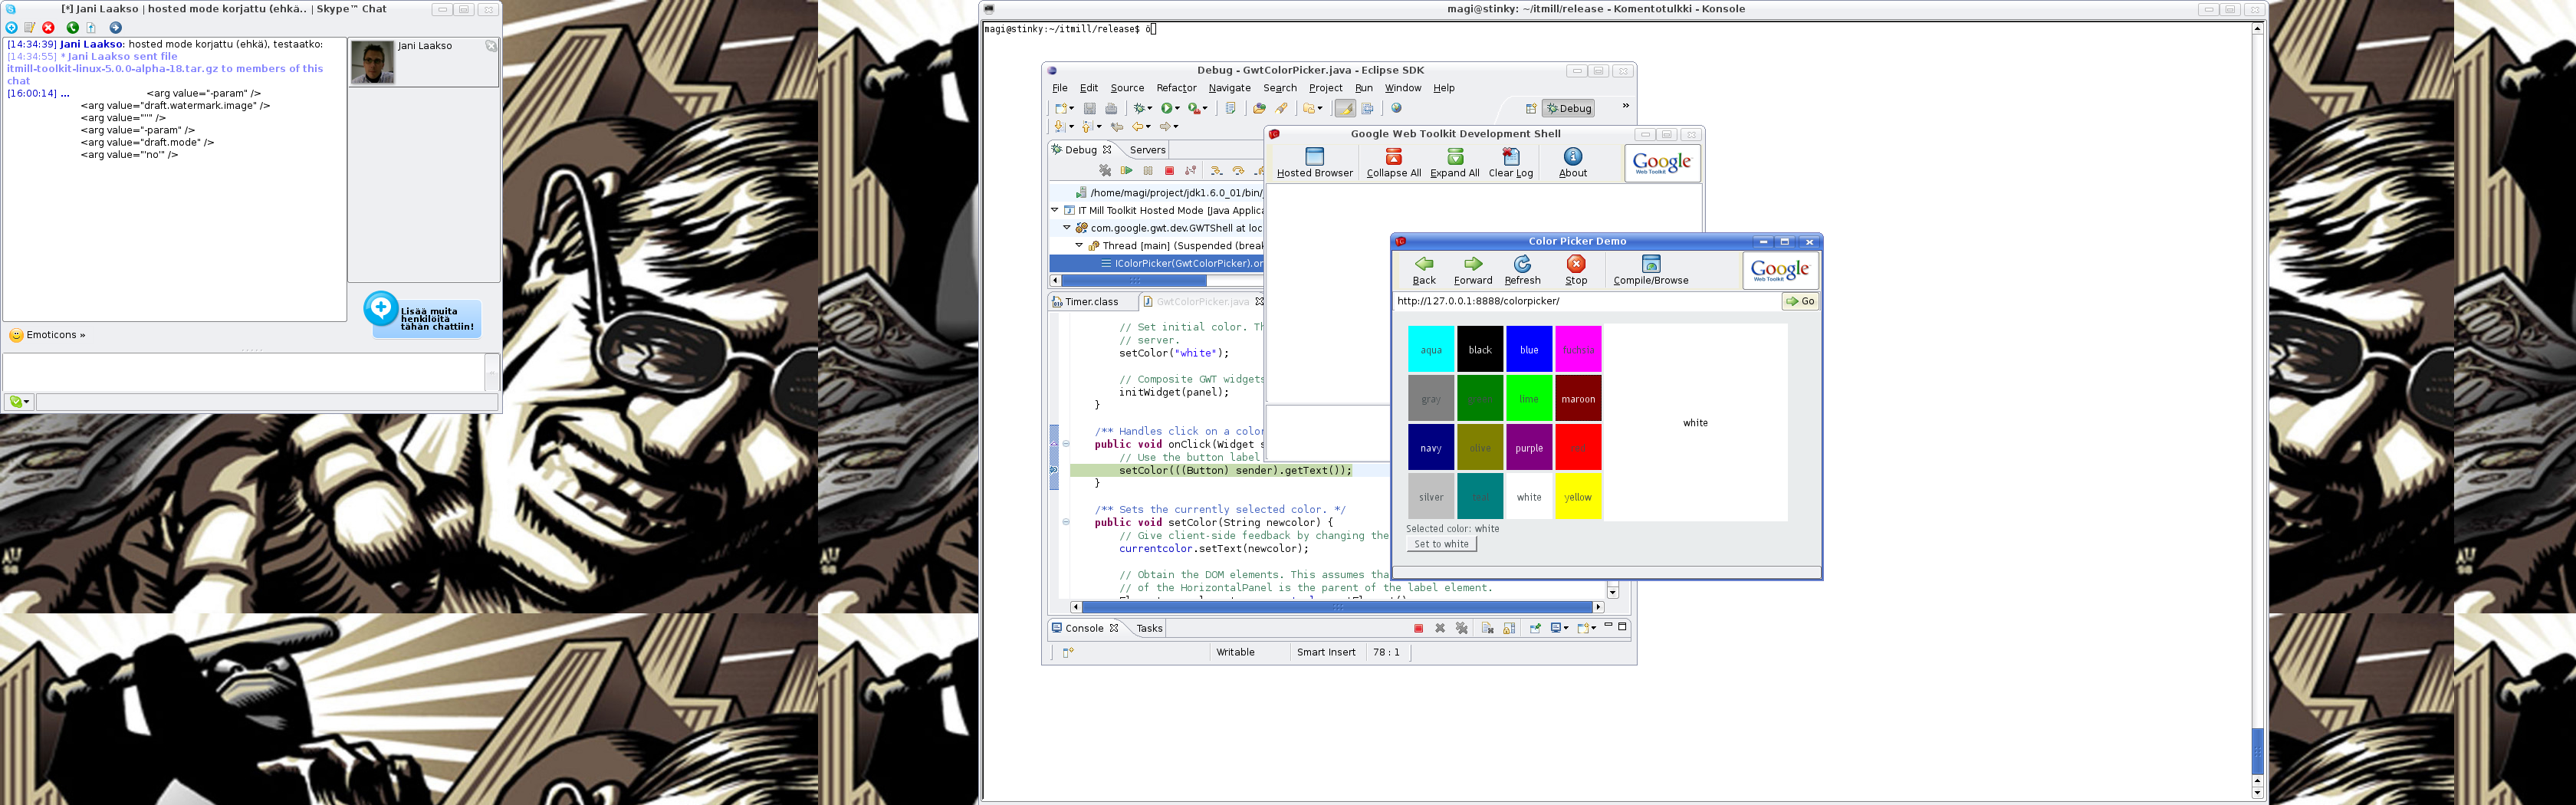 [*] Jani Laakso | hosted mode korjattu (ehkä.. | Skype™ Chat
[14:34:39] Jani Laakso: hosted mode korjattu (ehkä), testaatko:
[14:34:55] * Jani Laakso sent file
itmill-toolkit-linux-5.0.0-alpha-18.tar.gz to members of this
chat
[16:00:14] ... <arg value="-param" />
<arg value="draft.watermark.image" />
<arg value="''" />
<arg value="-param" />
<arg value="draft.mode" />
<arg value="'no'" />
Jani Laakso
Lisää muita
henkilöitä
tähän chattiin!
Emoticons »
magi@stinky: ~/itmill/release - Komentotulkki - Konsole
magi@stinky:~/itmill/release$ ö
Debug - GwtColorPicker.java - Eclipse SDK
File Edit Source Refactor Navigate Search Project Run Window Help
Debug »
Debug Servers
/home/magi/project/jdk1.6.0_01/bin/
IT Mill Toolkit Hosted Mode [Java Applica
com.google.gwt.dev.GWTShell at loc
Thread [main] (Suspended (break
IColorPicker(GwtColorPicker).or
Timer.class GwtColorPicker.java
// Set initial color. Th
// server.
setColor("white");
// Composite GWT widgets
initWidget(panel);
}
/** Handles click on a color
public void onClick(Widget s
// Use the button label
setColor(((Button) sender).getText());
}
/** Sets the currently selected color. */
public void setColor(String newcolor) {
// Give client-side feedback by changing the
currentcolor.setText(newcolor);
// Obtain the DOM elements. This assumes tha
// of the HorizontalPanel is the parent of the label element.
Console Tasks
Writable Smart Insert 78 : 1
Google Web Toolkit Development Shell
Hosted Browser Collapse All Expand All Clear Log About
Google
Web Toolkit
Color Picker Demo
Back Forward Refresh Stop Compile/Browse
Google
Web Toolkit
http://127.0.0.1:8888/colorpicker/ Go
aqua black blue fuchsia
gray green lime maroon
navy olive purple red
silver teal white yellow
white
Selected color: white
Set to white